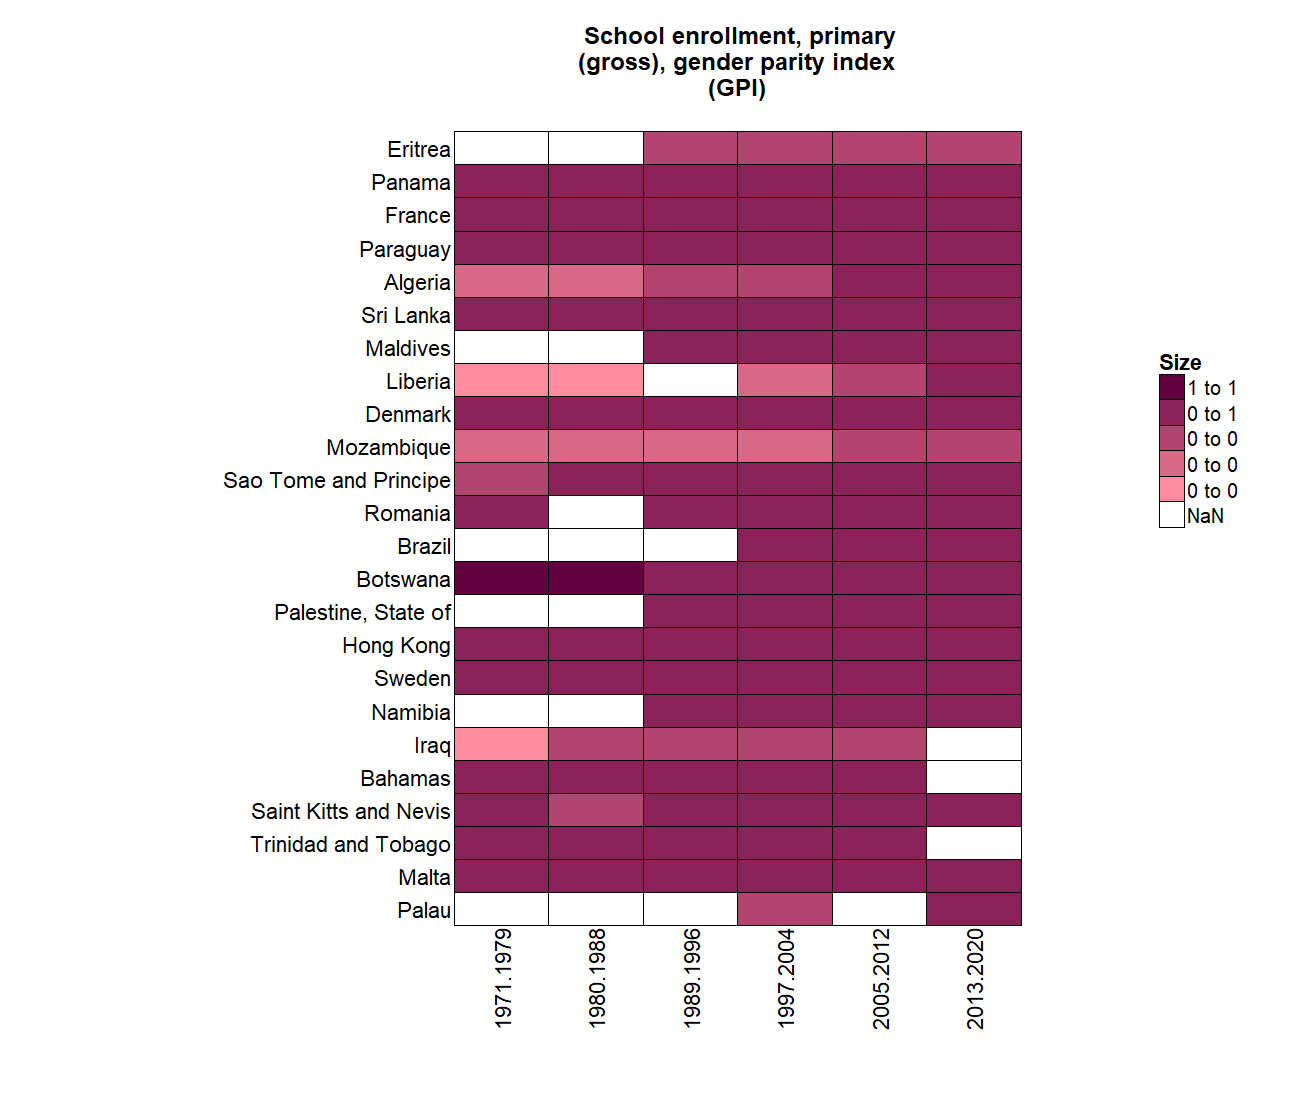 School enrollment, primary
(gross), gender parity index
(GPI)
Eritrea
Panama
France
Paraguay
Algeria
Sri Lanka
Maldives
Liberia
Denmark
Mozambique
Sao Tome and Principe
Romania
Brazil
Botswana
Palestine, State of
Hong Kong
Sweden
Namibia
Iraq
Bahamas
Saint Kitts and Nevis
Trinidad and Tobago
Malta
Palau
1971.1979
1980.1988
1989.1996
1997.2004
2005.2012
2013.2020
Size
1 to 1
0 to 1
0 to 0
0 to 0
0 to 0
NaN